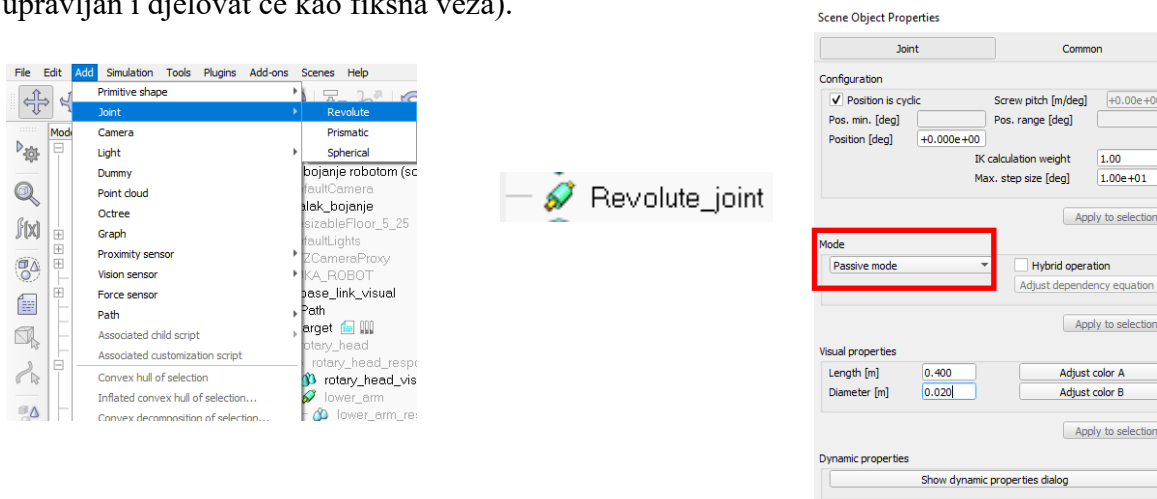 upravljan i djelovat će kao fiksna veza).
File Edit Add Simulation Tools Plugins Add-ons Scenes Help
Primitive shape
Joint
Camera
Light
Dummy
Point cloud
Octree
Graph
Proximity sensor
Vision sensor
Force sensor
Path
Associated child script
Associated customization script
Convex hull of selection
Inflated convex hull of selection...
Convex decomposition of selection...
Revolute
Prismatic
Spherical
bojanje robotom
faultCamera
alak_bojanje
sizableFloor_5_25
faultLights
ZCameraProxy
KA_ROBOT
base_link_visual
Path
arget
otary_head
rotary_head_resp
rotary_head_vis
lower_arm
lower_arm_re
Revolute_joint
Scene Object Properties
Joint Common
Configuration
Position is cyclic Screw pitch [m/deg] +0.00e+00
Pos. min. [deg] Pos. range [deg]
Position [deg] +0.000e+00
IK calculation weight 1.00
Max. step size [deg] 1.00e+01
Apply to selection
Mode
Passive mode Hybrid operation
Adjust dependency equation
Apply to selection
Visual properties
Length [m] 0.400 Adjust color A
Diameter [m] 0.020 Adjust color B
Apply to selection
Dynamic properties
Show dynamic properties dialog